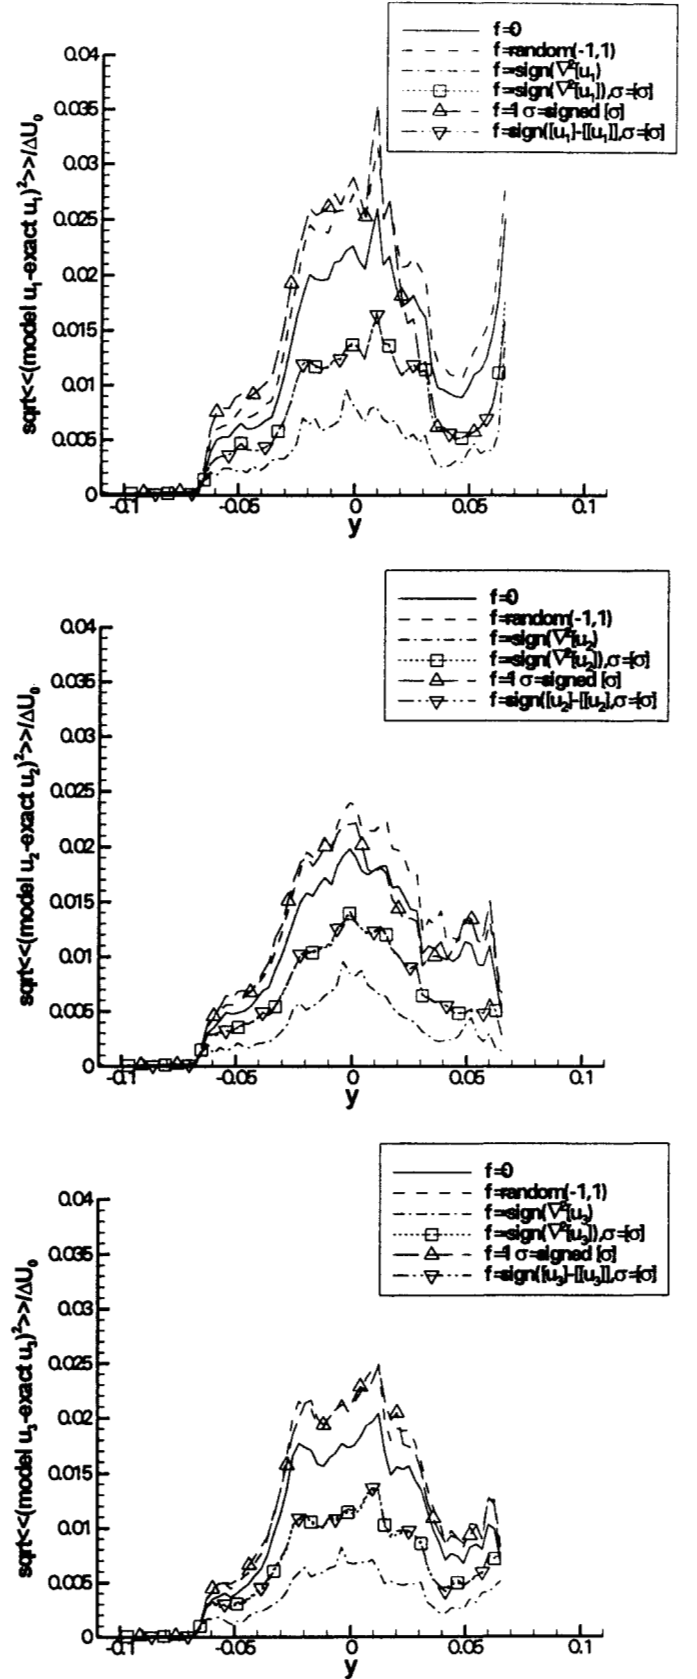 f=0
f=random(-1,1)
f=sign(∇²[u₁)
f=sign(∇²[u₁]),σ=[σ]
f=1 σ=signed [σ]
f=sign([u₁]-[[u₁]],σ=[σ]
sqrt<<(model u₁-exact u₁)²>>/ΔU₀
0.04
0.035
0.03
0.025
0.02
0.015
0.01
0.005
0
-0.1
-0.05
0
0.05
0.1
y
f=0
f=random(-1,1)
f=sign(∇²[u₂)
f=sign(∇²[u₂]),σ=[σ]
f=1 σ=signed [σ]
f=sign([u₂]-[[u₂],σ=[σ]
sqrt<<(model u₂-exact u₂)²>>/ΔU₀
0.04
0.035
0.03
0.025
0.02
0.015
0.01
0.005
0
-0.1
-0.05
0
0.05
0.1
y
f=0
f=random(-1,1)
f=sign(∇²[u₃)
f=sign(∇²[u₃]),σ=[σ]
f=1 σ=signed [σ]
f=sign([u₃]-[[u₃]],σ=[σ]
sqrt<<(model u₃-exact u₃)²>>/ΔU₀
0.04
0.035
0.03
0.025
0.02
0.015
0.01
0.005
0
-0.1
-0.05
0
0.05
0.1
y